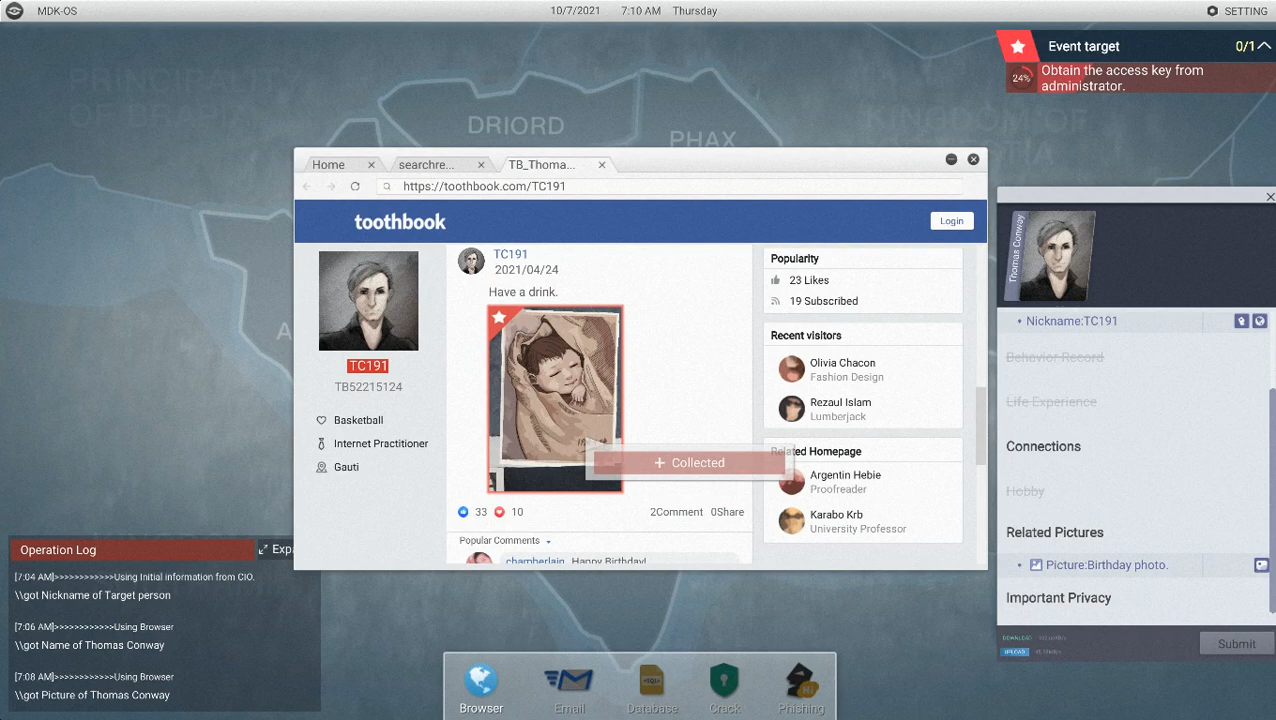 MDK-OS
10/7/2021 7:10 AM Thursday
SETTING
Event target 0/1
24%
Obtain the access key from
administrator.
DRIORD
PHAX
KINGDOM OF
Home
searchre...
TB_Thoma...
https://toothbook.com/TC191
toothbook
Login
TC191
TB52215124
Basketball
Internet Practitioner
Gauti
TC191
2021/04/24
Have a drink.
+ Collected
33 10 2Comment 0Share
Popular Comments
chamberlain Happy Birthday!
Popularity
23 Likes
19 Subscribed
Recent visitors
Olivia Chacon
Fashion Design
Rezaul Islam
Lumberjack
Related Homepage
Argentin Hebie
Proofreader
Karabo Krb
University Professor
Thomas Conway
Nickname:TC191
Behavior Record
Life Experience
Connections
Hobby
Related Pictures
Picture:Birthday photo.
Important Privacy
DOWNLOAD
UPLOAD
Submit
Operation Log
Expa
[7:04 AM]>>>>>>>>>>>>Using Initial information from CIO.
\\got Nickname of Target person
[7:06 AM]>>>>>>>>>>>>Using Browser
\\got Name of Thomas Conway
[7:08 AM]>>>>>>>>>>>>Using Browser
\\got Picture of Thomas Conway
Browser
Email
Database
Crack
Phishing